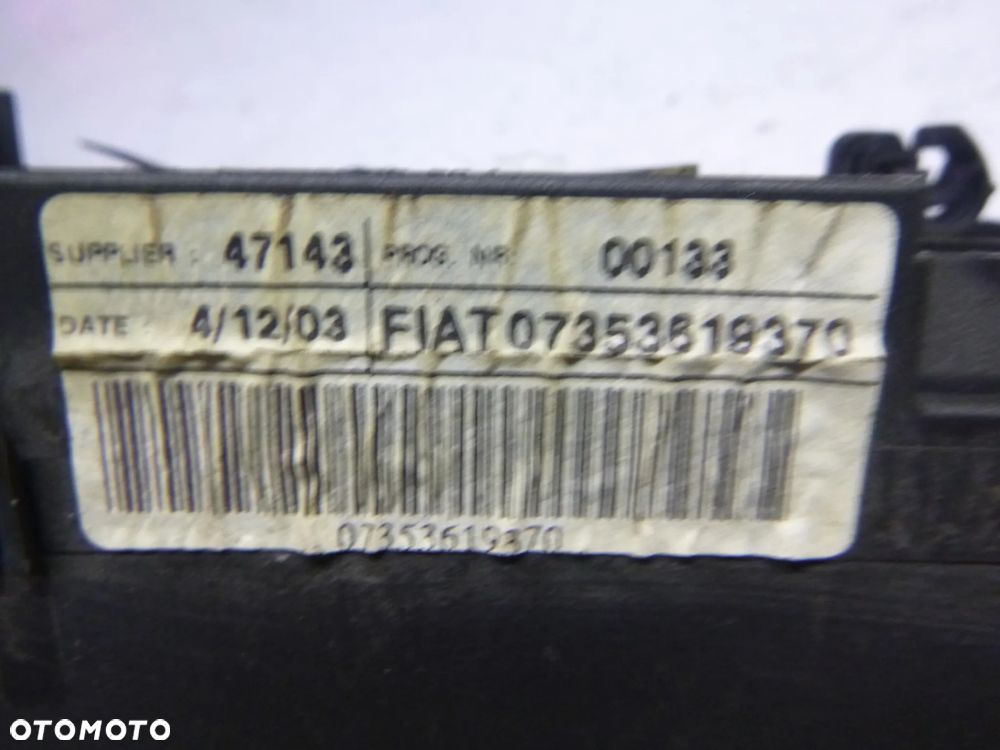 SUPPLIER : 47143 PROG. NR 00133
DATE : 4/12/03 FIAT 07353619370
07353619370
OTOMOTO